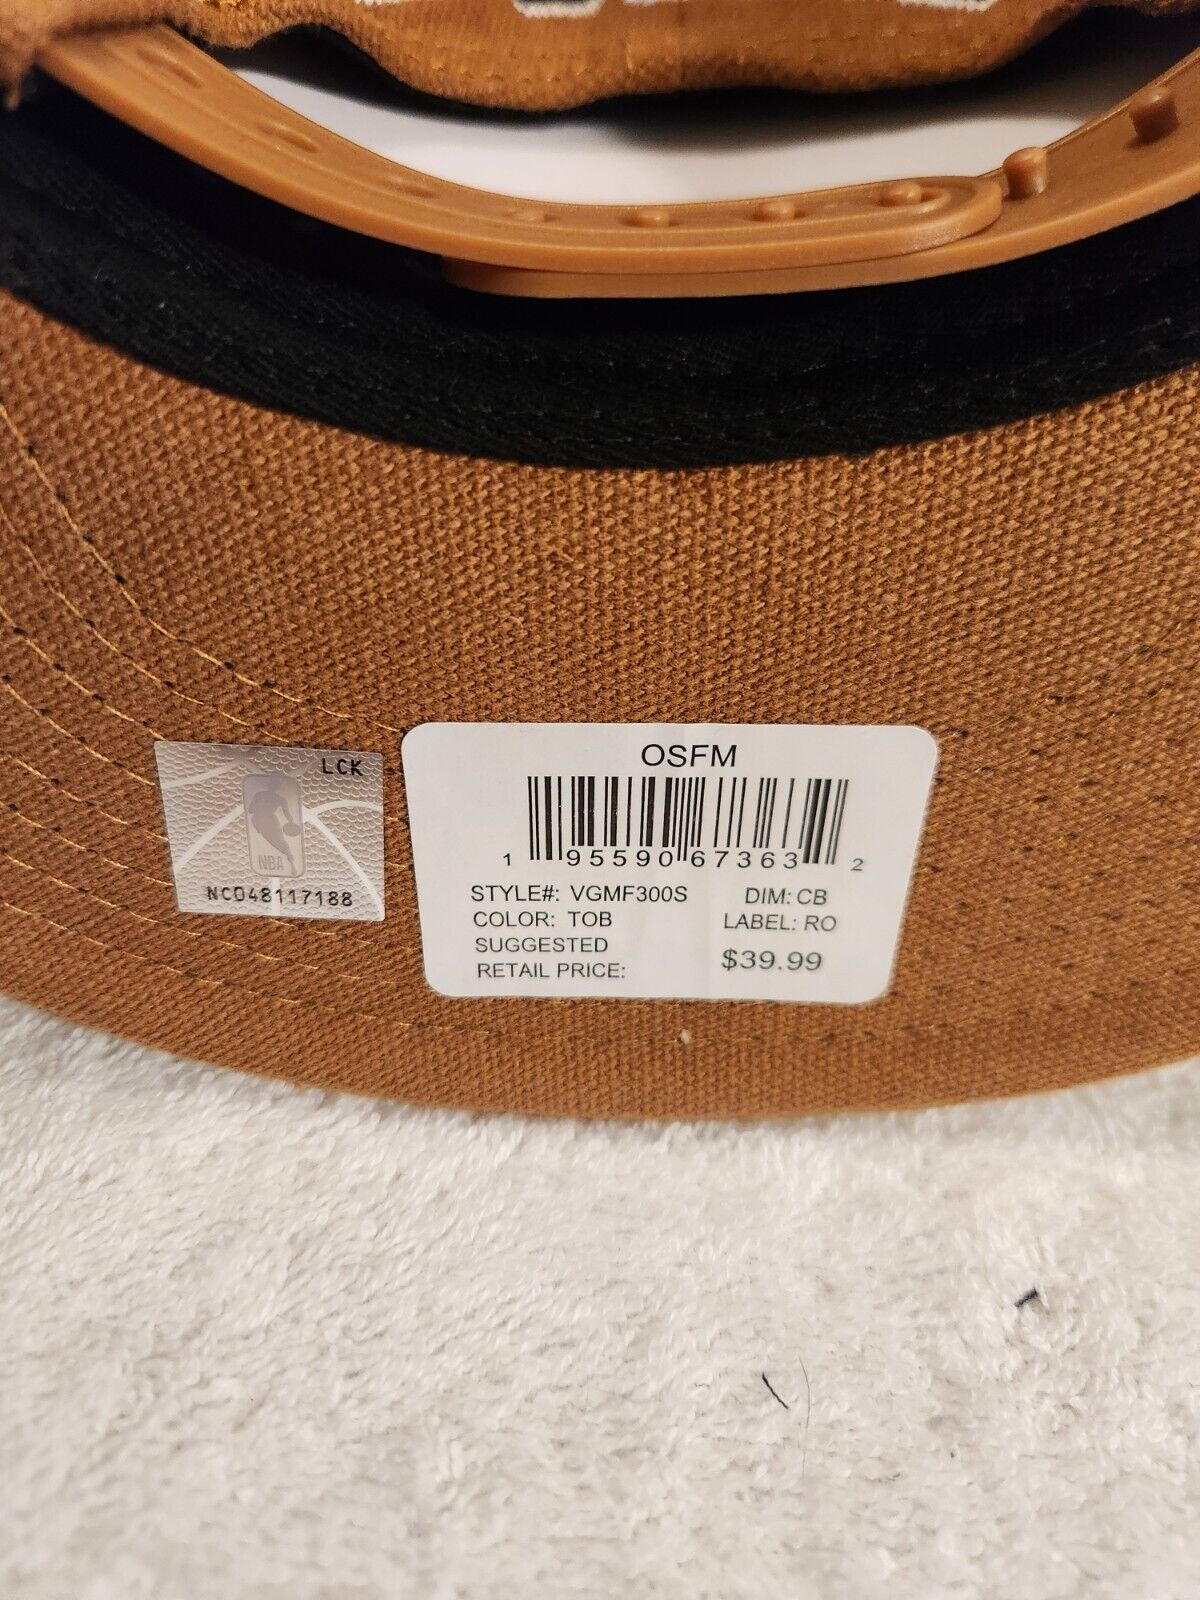 OSFM
1 95590 67363 2
STYLE#: VGMF300S DIM: CB
COLOR: TOB LABEL: RO
SUGGESTED
RETAIL PRICE: $39.99
LCK
NBA
NC048117188